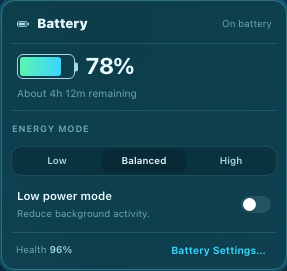 Battery
On battery
78%
About 4h 12m remaining
ENERGY MODE
Low
Balanced
High
Low power mode
Reduce background activity.
Health 96%
Battery Settings...